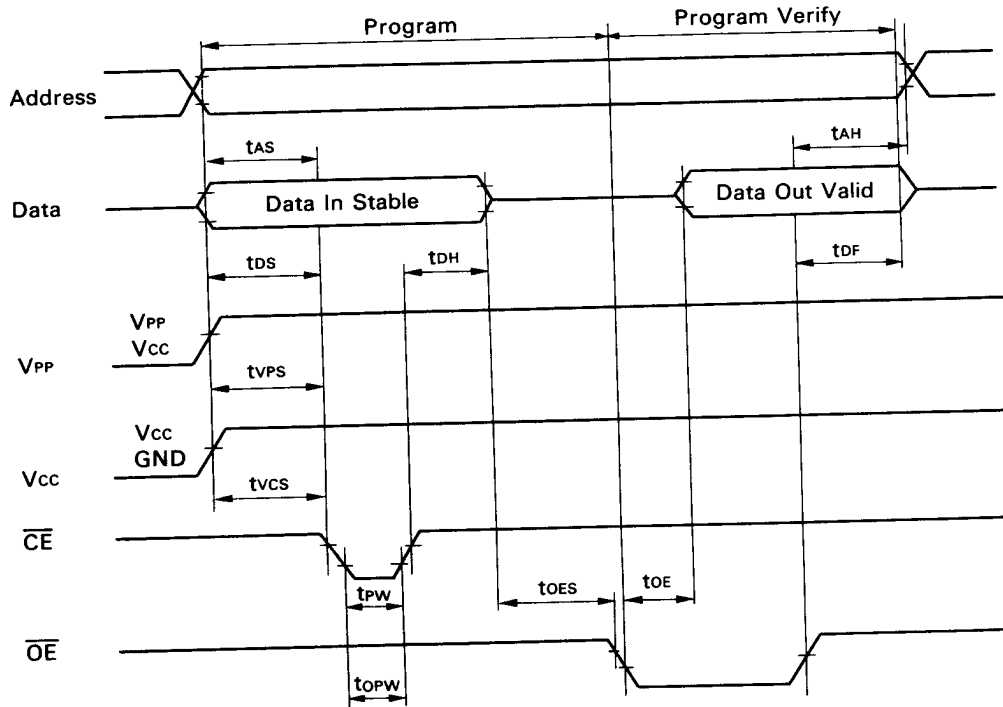 Program
Program Verify
Address
tAS
tAH
Data
Data In Stable
Data Out Valid
tDS
tDH
tDF
VPP
VCC
VPP
tVPS
VCC
GND
VCC
tVCS
CE
tPW
tOES
tOE
OE
tOPW